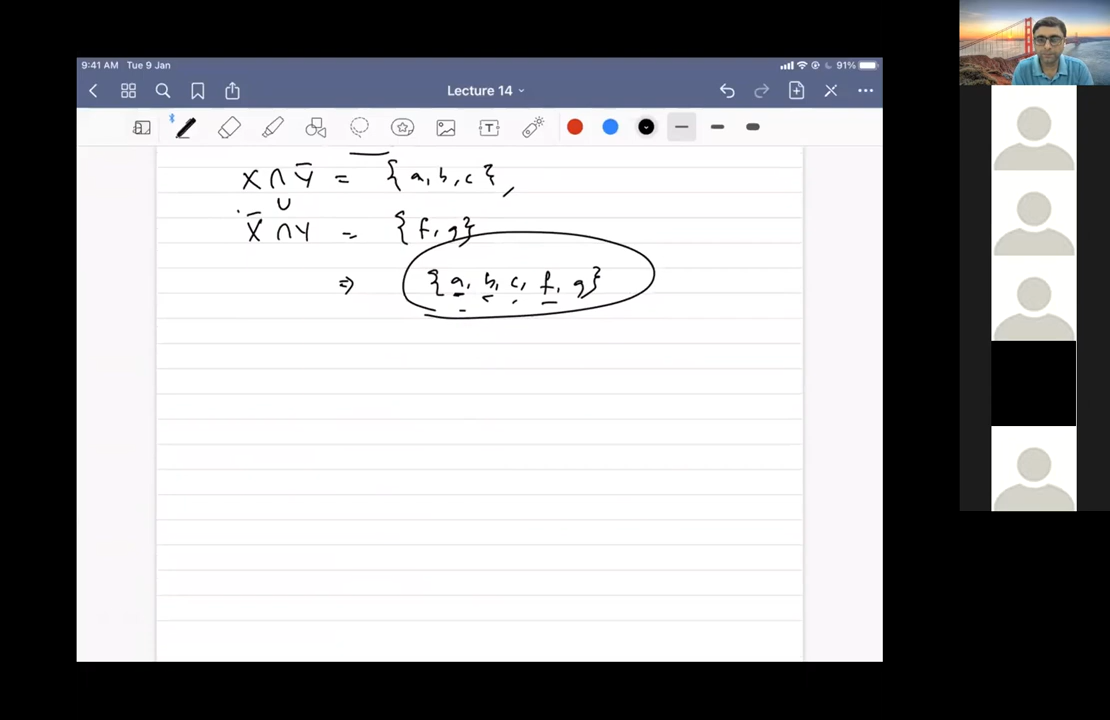 9:41 AM Tue 9 Jan 91%
Lecture 14
T
X ∩ Ȳ = {a, b, c},
∪
X̄ ∩ Y = {f, g}
⇒ {a, b, c, f, g}